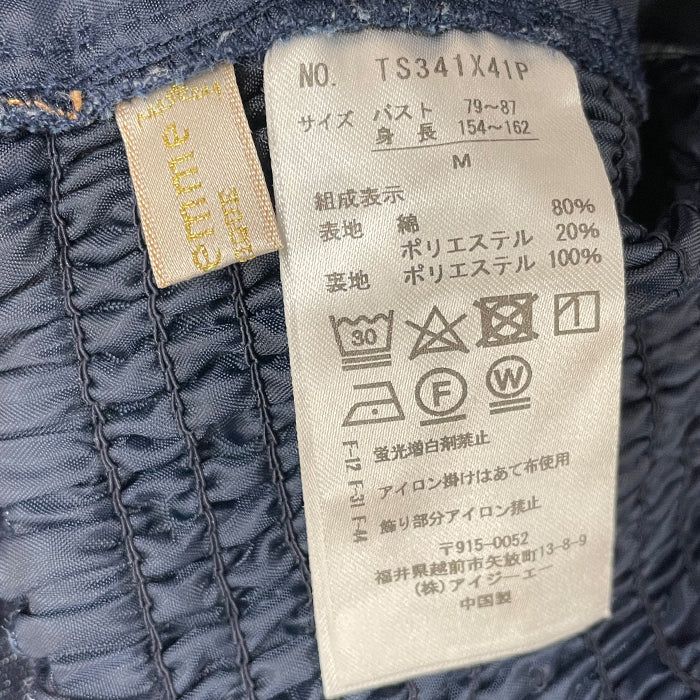 NO. TS341X41P
サイズ バスト 79〜87
身 長 154〜162
M
組成表示
表地 綿 80%
ポリエステル 20%
裏地 ポリエステル 100%
30
F
W
F-12 F-31 F-44
蛍光増白剤禁止
アイロン掛けはあて布使用
飾り部分アイロン禁止
〒915-0052
福井県越前市矢放町13-8-9
(株)アイジーエー
中国製